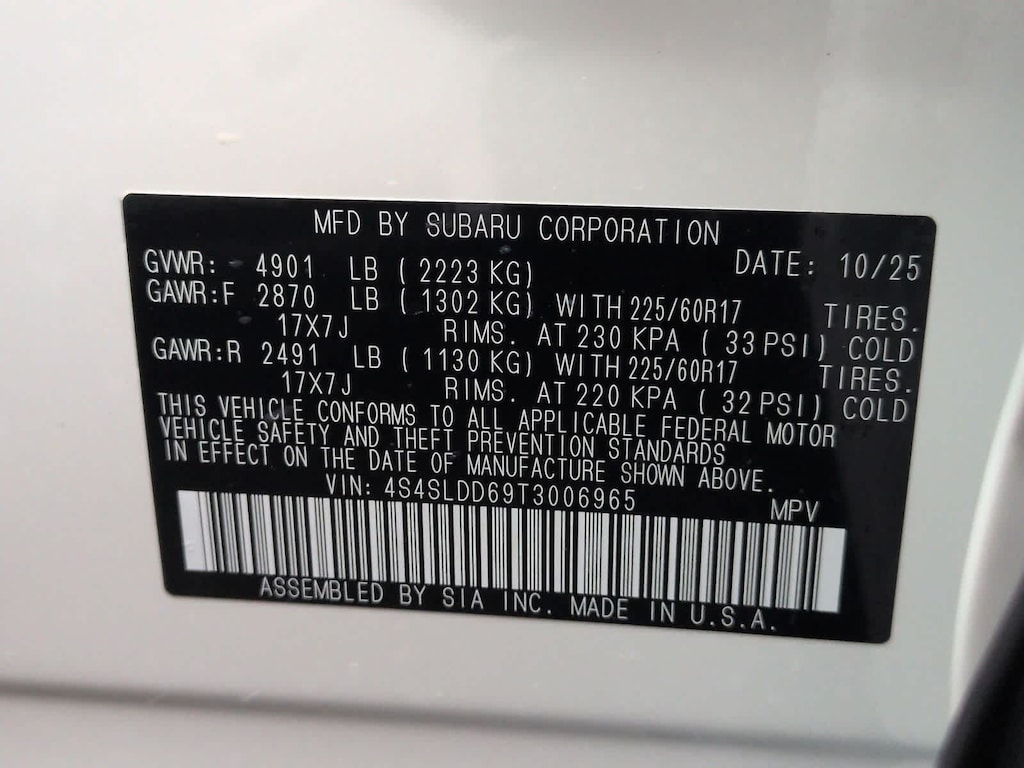 MFD BY SUBARU CORPORATION
GVWR: 4901 LB ( 2223 KG) DATE: 10/25
GAWR:F 2870 LB ( 1302 KG) WITH 225/60R17 TIRES.
17X7J RIMS. AT 230 KPA ( 33 PSI) COLD
GAWR:R 2491 LB ( 1130 KG) WITH 225/60R17 TIRES.
17X7J RIMS. AT 220 KPA ( 32 PSI) COLD
THIS VEHICLE CONFORMS TO ALL APPLICABLE FEDERAL MOTOR
VEHICLE SAFETY AND THEFT PREVENTION STANDARDS
IN EFFECT ON THE DATE OF MANUFACTURE SHOWN ABOVE.
VIN: 4S4SLDD69T3006965 MPV
ASSEMBLED BY SIA INC. MADE IN U.S.A.